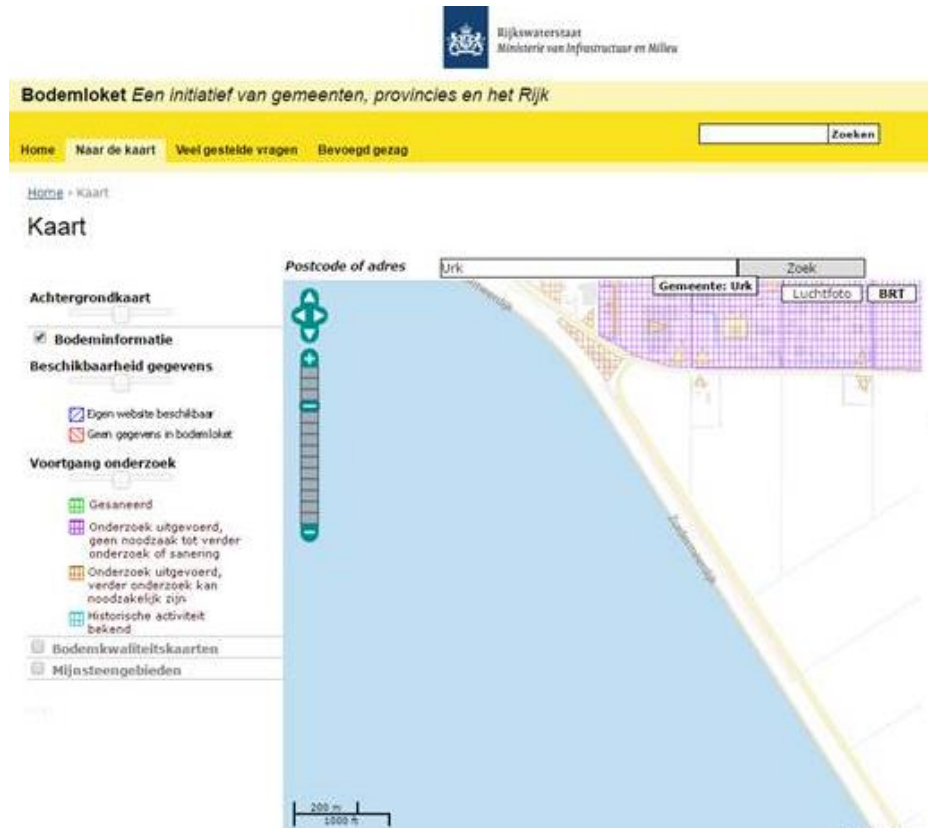 Rijkswaterstaat
Ministerie van Infrastructuur en Milieu
Bodemloket Een initiatief van gemeenten, provincies en het Rijk
Zoeken
Home Naar de kaart Veel gestelde vragen Bevoegd gezag
Home › Kaart
Kaart
Postcode of adres Urk Zoek
Gemeente: Urk
Luchtfoto BRT
Achtergrondkaart
Bodeminformatie
Beschikbaarheid gegevens
Eigen website beschikbaar
Geen gegevens in bodemloket
Voortgang onderzoek
Gesaneerd
Onderzoek uitgevoerd,
geen noodzaak tot verder
onderzoek of sanering
Onderzoek uitgevoerd,
verder onderzoek kan
noodzakelijk zijn
Historische activiteit
bekend
Bodemkwaliteitskaarten
Mijnsteengebieden
Zuidermeerdijk
200 m
1000 ft